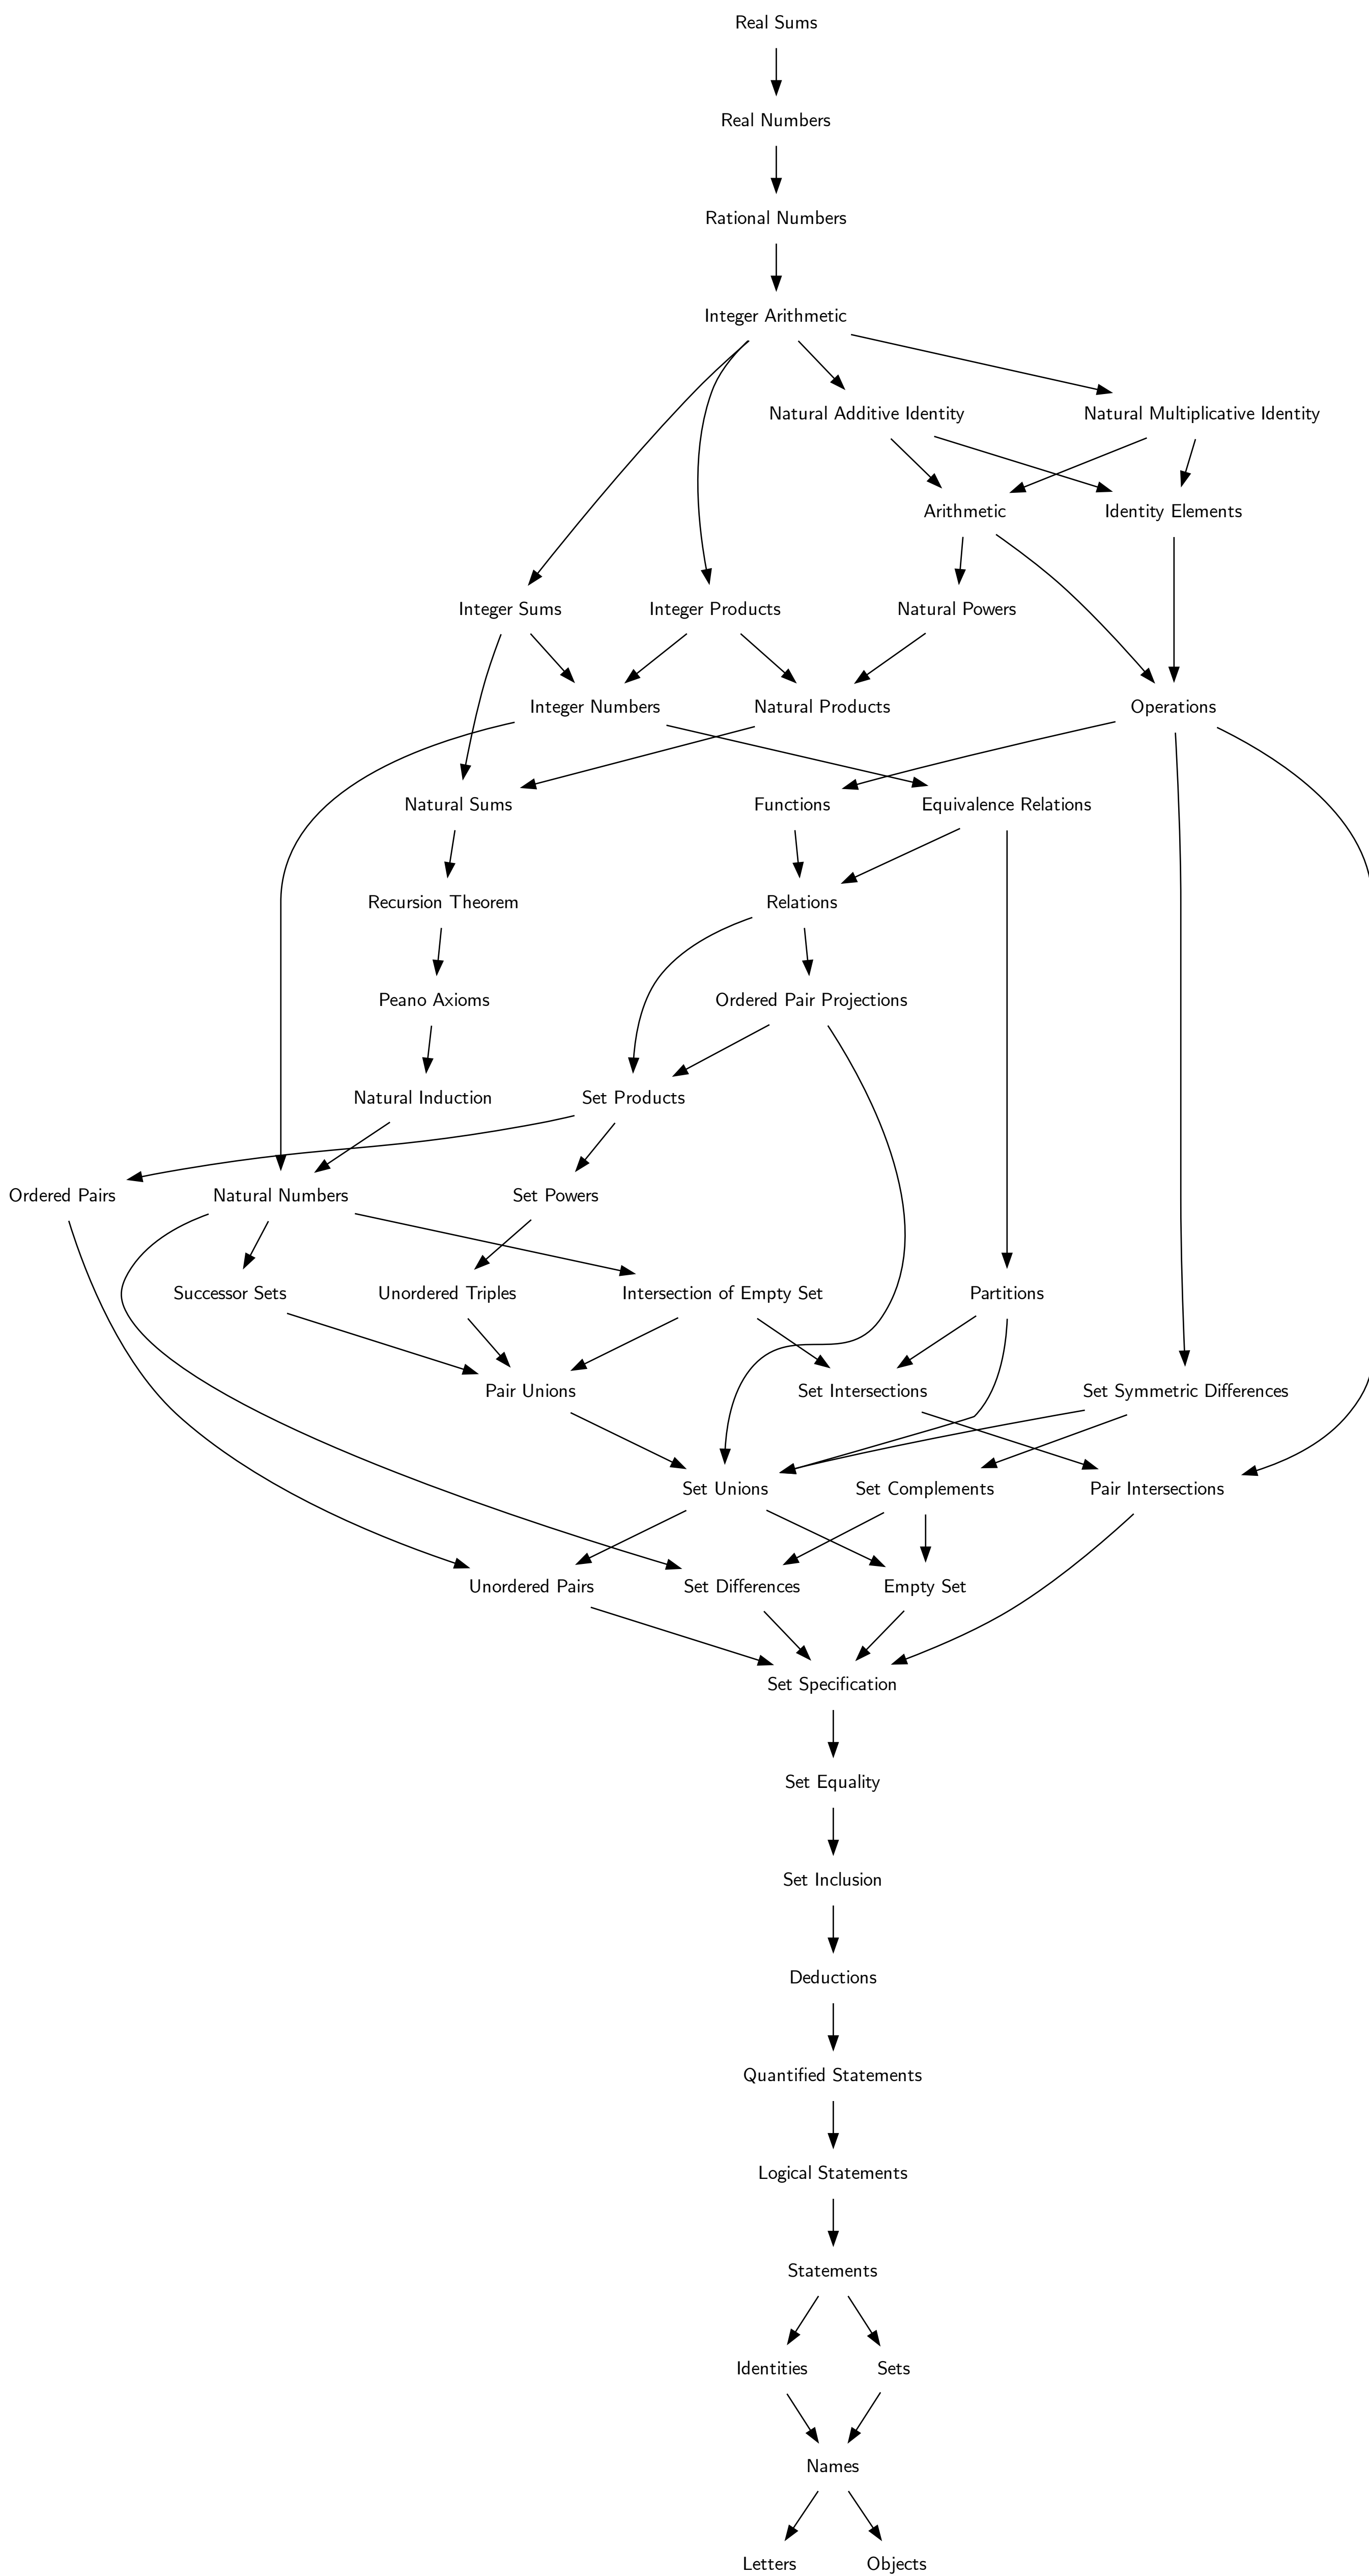 Real Sums
Real Numbers
Rational Numbers
Integer Arithmetic
Natural Additive Identity
Natural Multiplicative Identity
Arithmetic
Identity Elements
Integer Sums
Integer Products
Natural Powers
Integer Numbers
Natural Products
Operations
Natural Sums
Functions
Equivalence Relations
Recursion Theorem
Relations
Peano Axioms
Ordered Pair Projections
Natural Induction
Set Products
Ordered Pairs
Natural Numbers
Set Powers
Successor Sets
Unordered Triples
Intersection of Empty Set
Partitions
Pair Unions
Set Intersections
Set Symmetric Differences
Set Unions
Set Complements
Pair Intersections
Unordered Pairs
Set Differences
Empty Set
Set Specification
Set Equality
Set Inclusion
Deductions
Quantified Statements
Logical Statements
Statements
Identities
Sets
Names
Letters
Objects